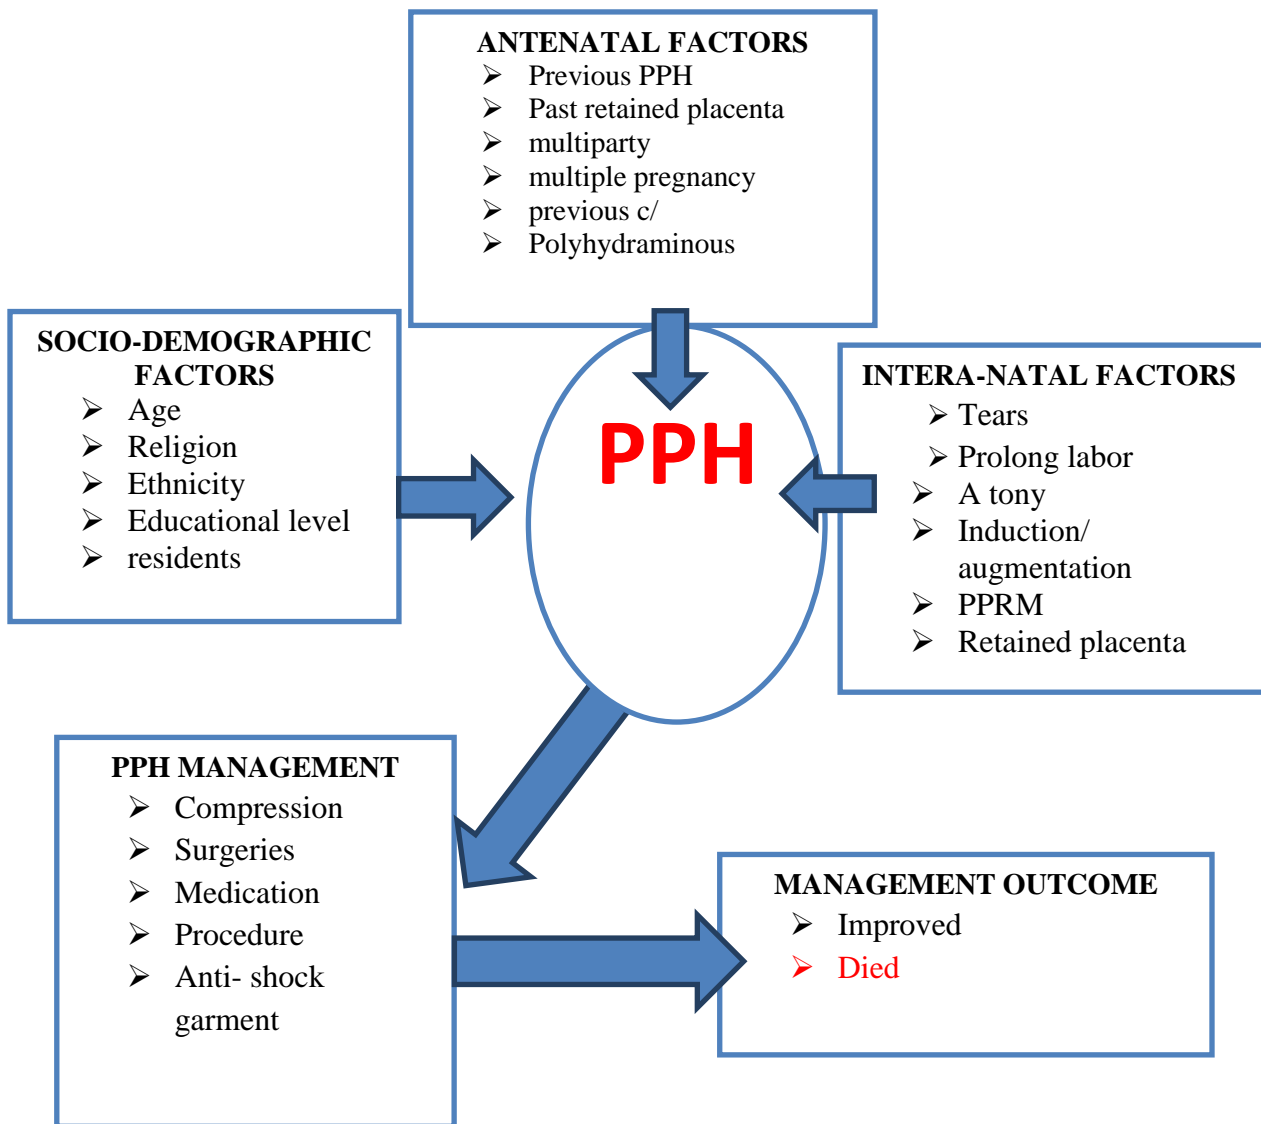 ANTENATAL FACTORS
➢ Previous PPH
➢ Past retained placenta
➢ multiparty
➢ multiple pregnancy
➢ previous c/
➢ Polyhydraminous
SOCIO-DEMOGRAPHIC
FACTORS
➢ Age
➢ Religion
➢ Ethnicity
➢ Educational level
➢ residents
PPH
INTERA-NATAL FACTORS
➢ Tears
➢ Prolong labor
➢ A tony
➢ Induction/
augmentation
➢ PPRM
➢ Retained placenta
PPH MANAGEMENT
➢ Compression
➢ Surgeries
➢ Medication
➢ Procedure
➢ Anti- shock
garment
MANAGEMENT OUTCOME
➢ Improved
➢ Died